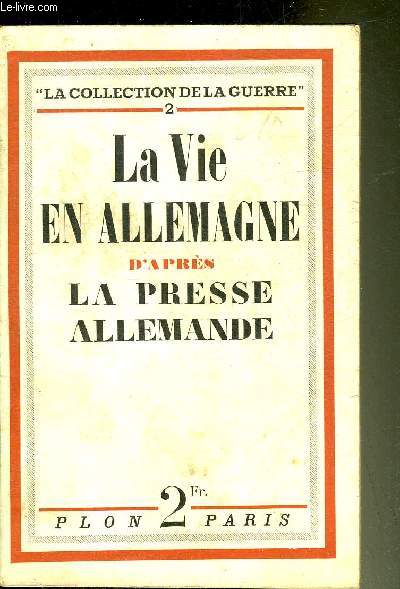 Le-livre.com
"LA COLLECTION DE LA GUERRE"
2
La Vie
EN ALLEMAGNE
D'APRÈS
LA PRESSE
ALLEMANDE
2 Fr.
PLON PARIS